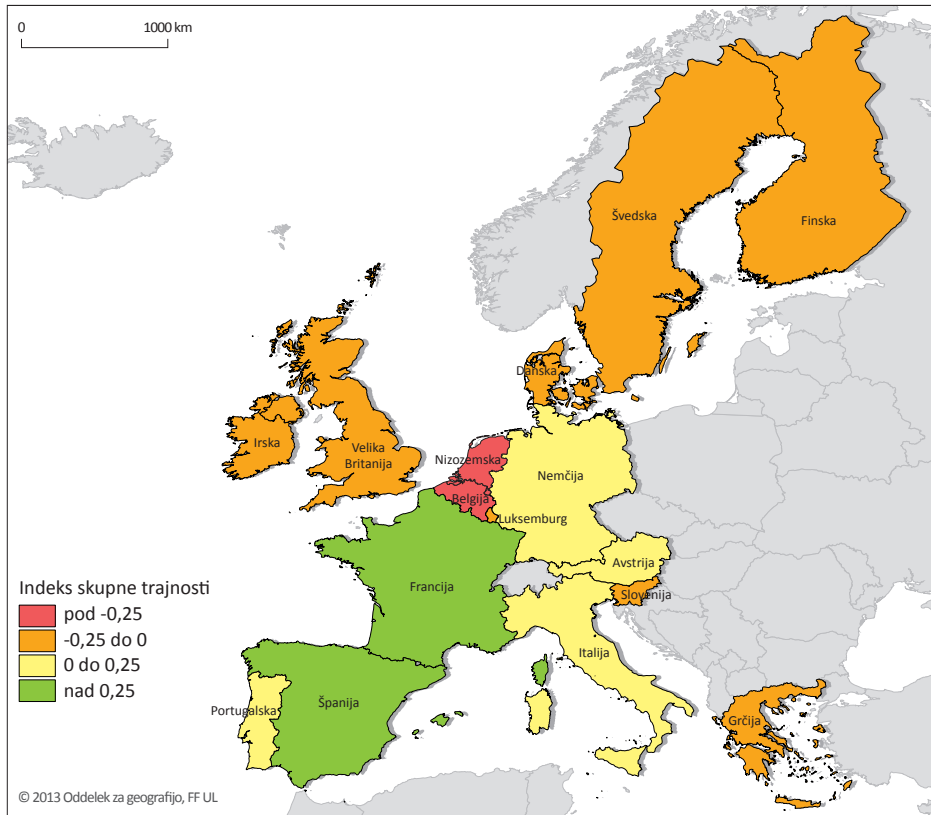 0 1000 km
Švedska
Finska
Danska
Irska
Velika
Britanija
Nizozemska
Nemčija
Belgija
Luksemburg
Avstrija
Francija
Slovenija
Italija
Portugalska
Španija
Grčija
Indeks skupne trajnosti
pod -0,25
-0,25 do 0
0 do 0,25
nad 0,25
© 2013 Oddelek za geografijo, FF UL